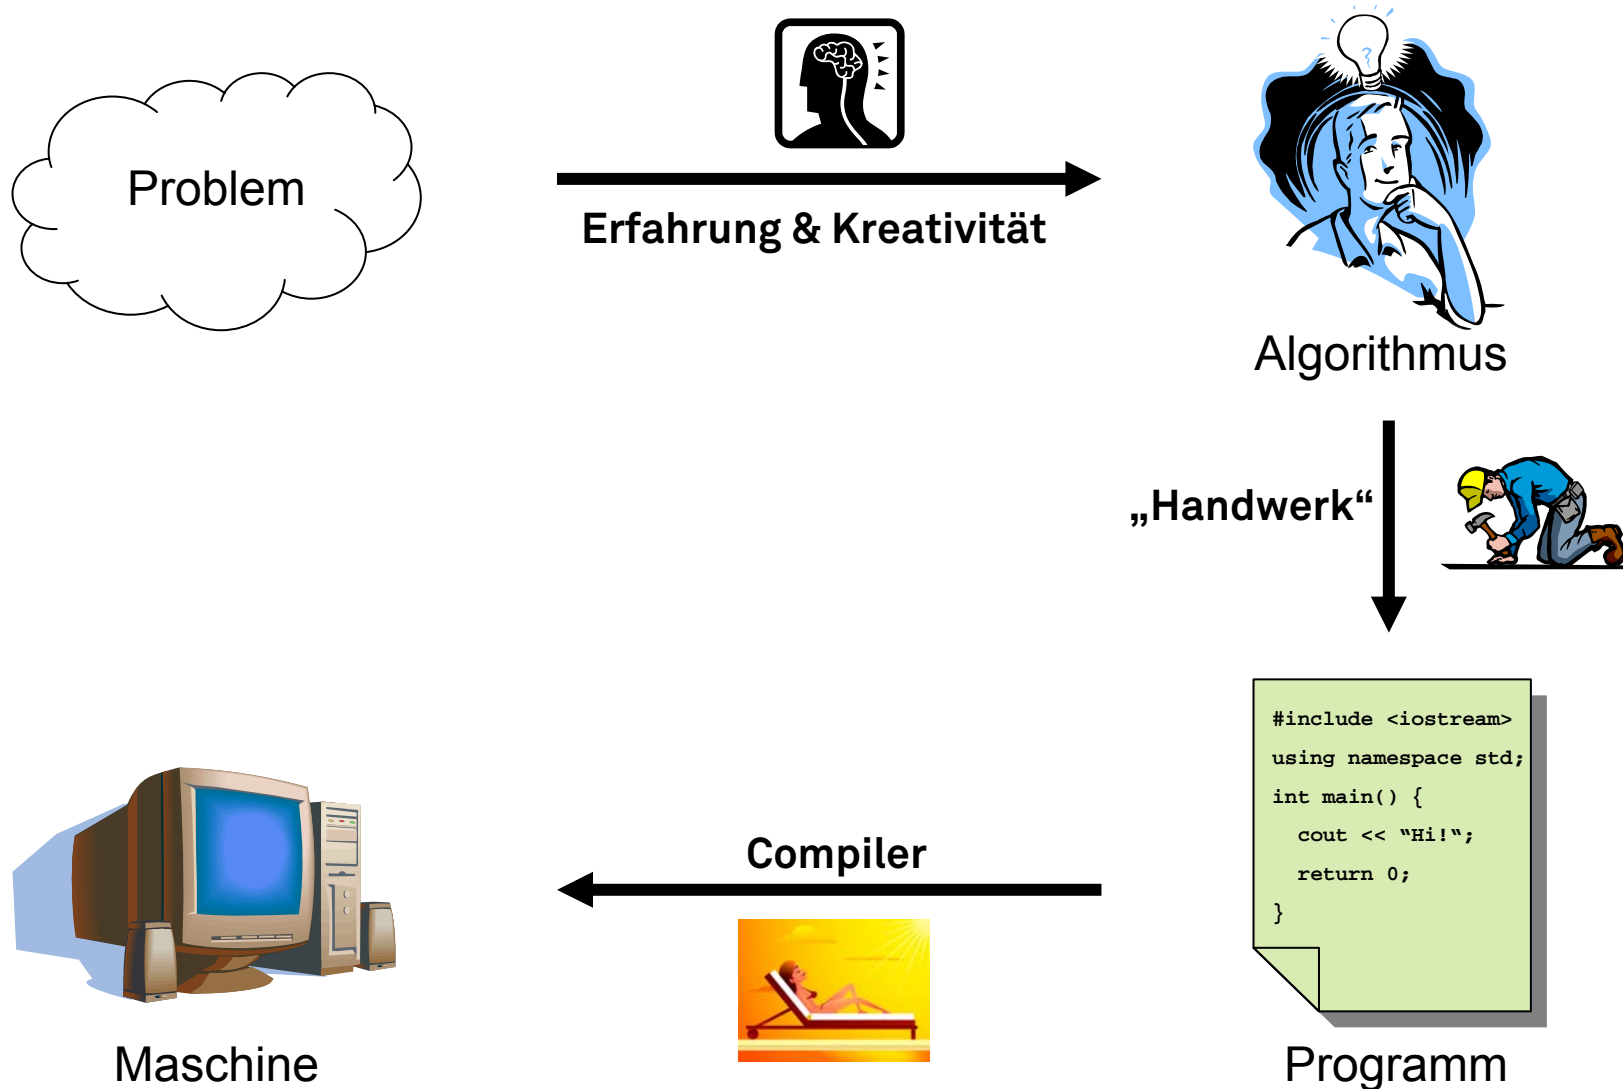 Problem
Erfahrung & Kreativität
Algorithmus
„Handwerk“
#include <iostream>
using namespace std;
int main() {
cout << “Hi!“;
return 0;
}
Programm
Compiler
Maschine